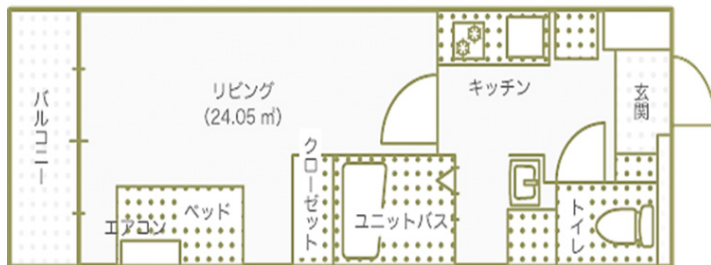 バルコニー
リビング
(24.05 ㎡)
キッチン
玄関
クローゼット
ユニットバス
トイレ
ベッド
エアコン